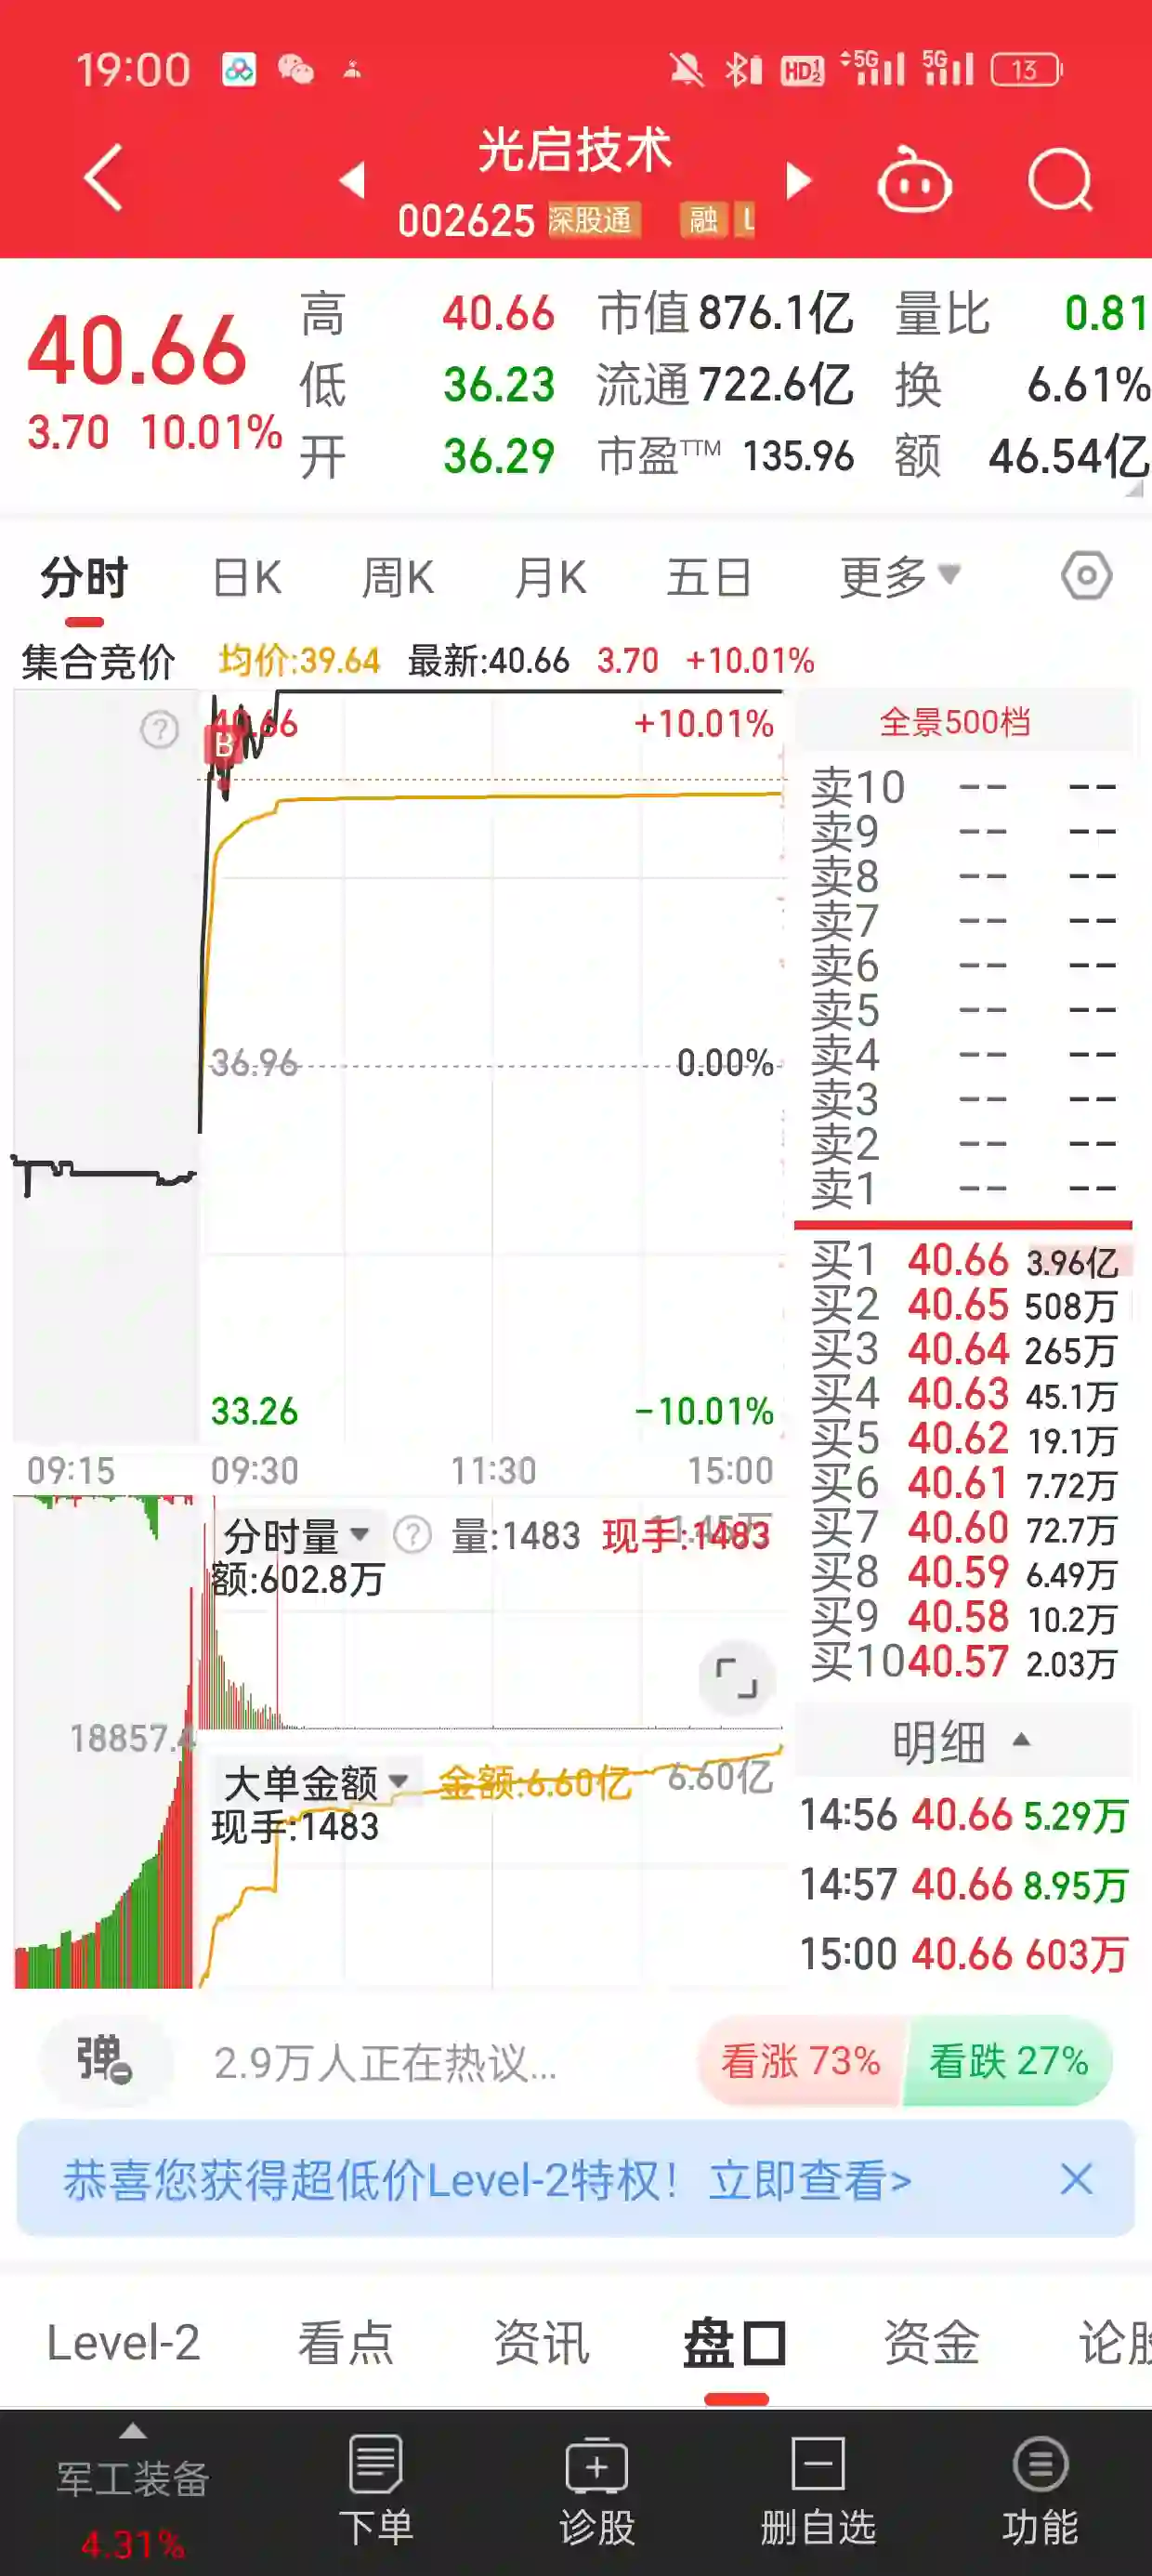 19:00 HD 1 2 5G 5G 13
光启技术
002625 深股通 融 L
40.66
3.70 10.01%
高 40.66 市值 876.1亿 量比 0.81
低 36.23 流通 722.6亿 换 6.61%
开 36.29 市盈TTM 135.96 额 46.54亿
分时 日K 周K 月K 五日 更多
集合竞价 均价:39.64 最新:40.66 3.70 +10.01%
?
40.66 +10.01%
B
36.96 0.00%
33.26 -10.01%
09:15 09:30 11:30 15:00
全景500档
卖10 -- --
卖9 -- --
卖8 -- --
卖7 -- --
卖6 -- --
卖5 -- --
卖4 -- --
卖3 -- --
卖2 -- --
卖1 -- --
买1 40.66 3.96亿
买2 40.65 508万
买3 40.64 265万
买4 40.63 45.1万
买5 40.62 19.1万
买6 40.61 7.72万
买7 40.60 72.7万
买8 40.59 6.49万
买9 40.58 10.2万
买10 40.57 2.03万
分时量 ? 量:1483 现手:1483
额:602.8万
18857.4
大单金额 金额:6.60亿 6.60亿
现手:1483
明细
14:56 40.66 5.29万
14:57 40.66 8.95万
15:00 40.66 603万
弹 2.9万人正在热议... 看涨 73% 看跌 27%
恭喜您获得超低价Level-2特权！立即查看>
Level-2 看点 资讯 盘口 资金 论股
军工装备 下单 诊股 删自选 功能
4.31%